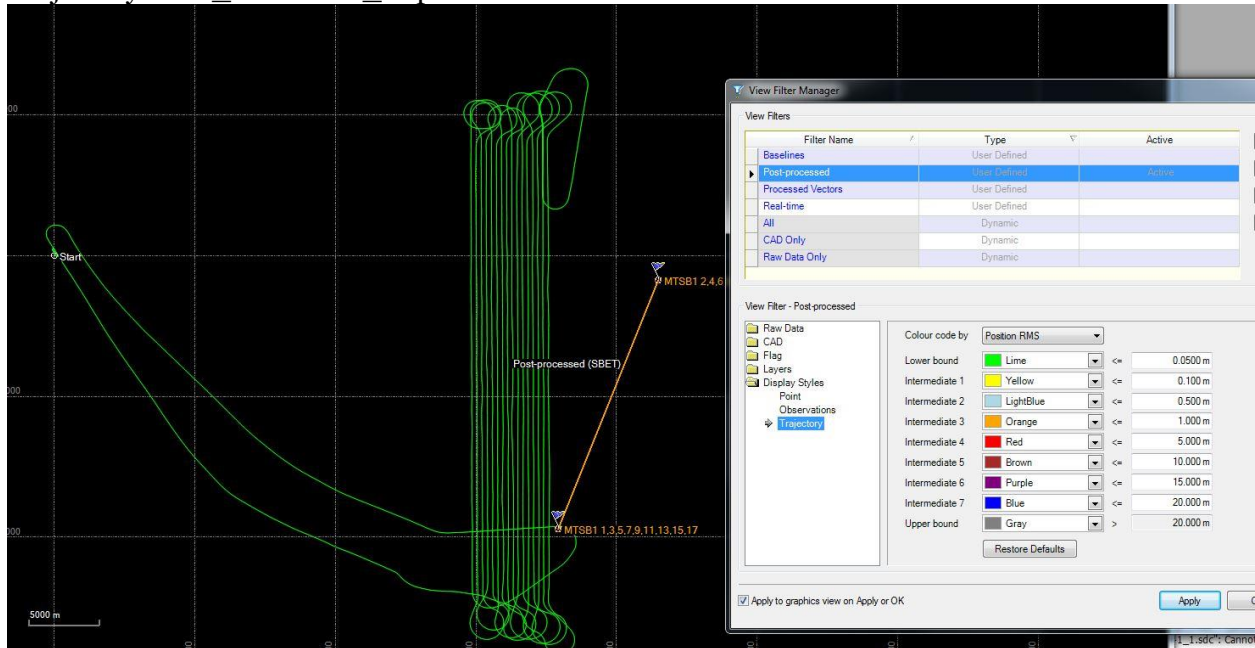 View Filter Manager
View Filters
Filter Name Type Active
Baselines User Defined
Post-processed User Defined Active
Processed Vectors User Defined
Real-time User Defined
All Dynamic
CAD Only Dynamic
Raw Data Only Dynamic
View Filter - Post-processed
Raw Data
CAD
Flag
Layers
Display Styles
Point
Observations
Trajectory
Colour code by Position RMS
Lower bound Lime <= 0.0500 m
Intermediate 1 Yellow <= 0.100 m
Intermediate 2 LightBlue <= 0.500 m
Intermediate 3 Orange <= 1.000 m
Intermediate 4 Red <= 5.000 m
Intermediate 5 Brown <= 10.000 m
Intermediate 6 Purple <= 15.000 m
Intermediate 7 Blue <= 20.000 m
Upper bound Gray > 20.000 m
Restore Defaults
Apply to graphics view on Apply or OK
Apply
Start
MTSB1 2,4,6
Post-processed (SBET)
MTSB1 1,3,5,7,9,11,13,15,17
5000 m